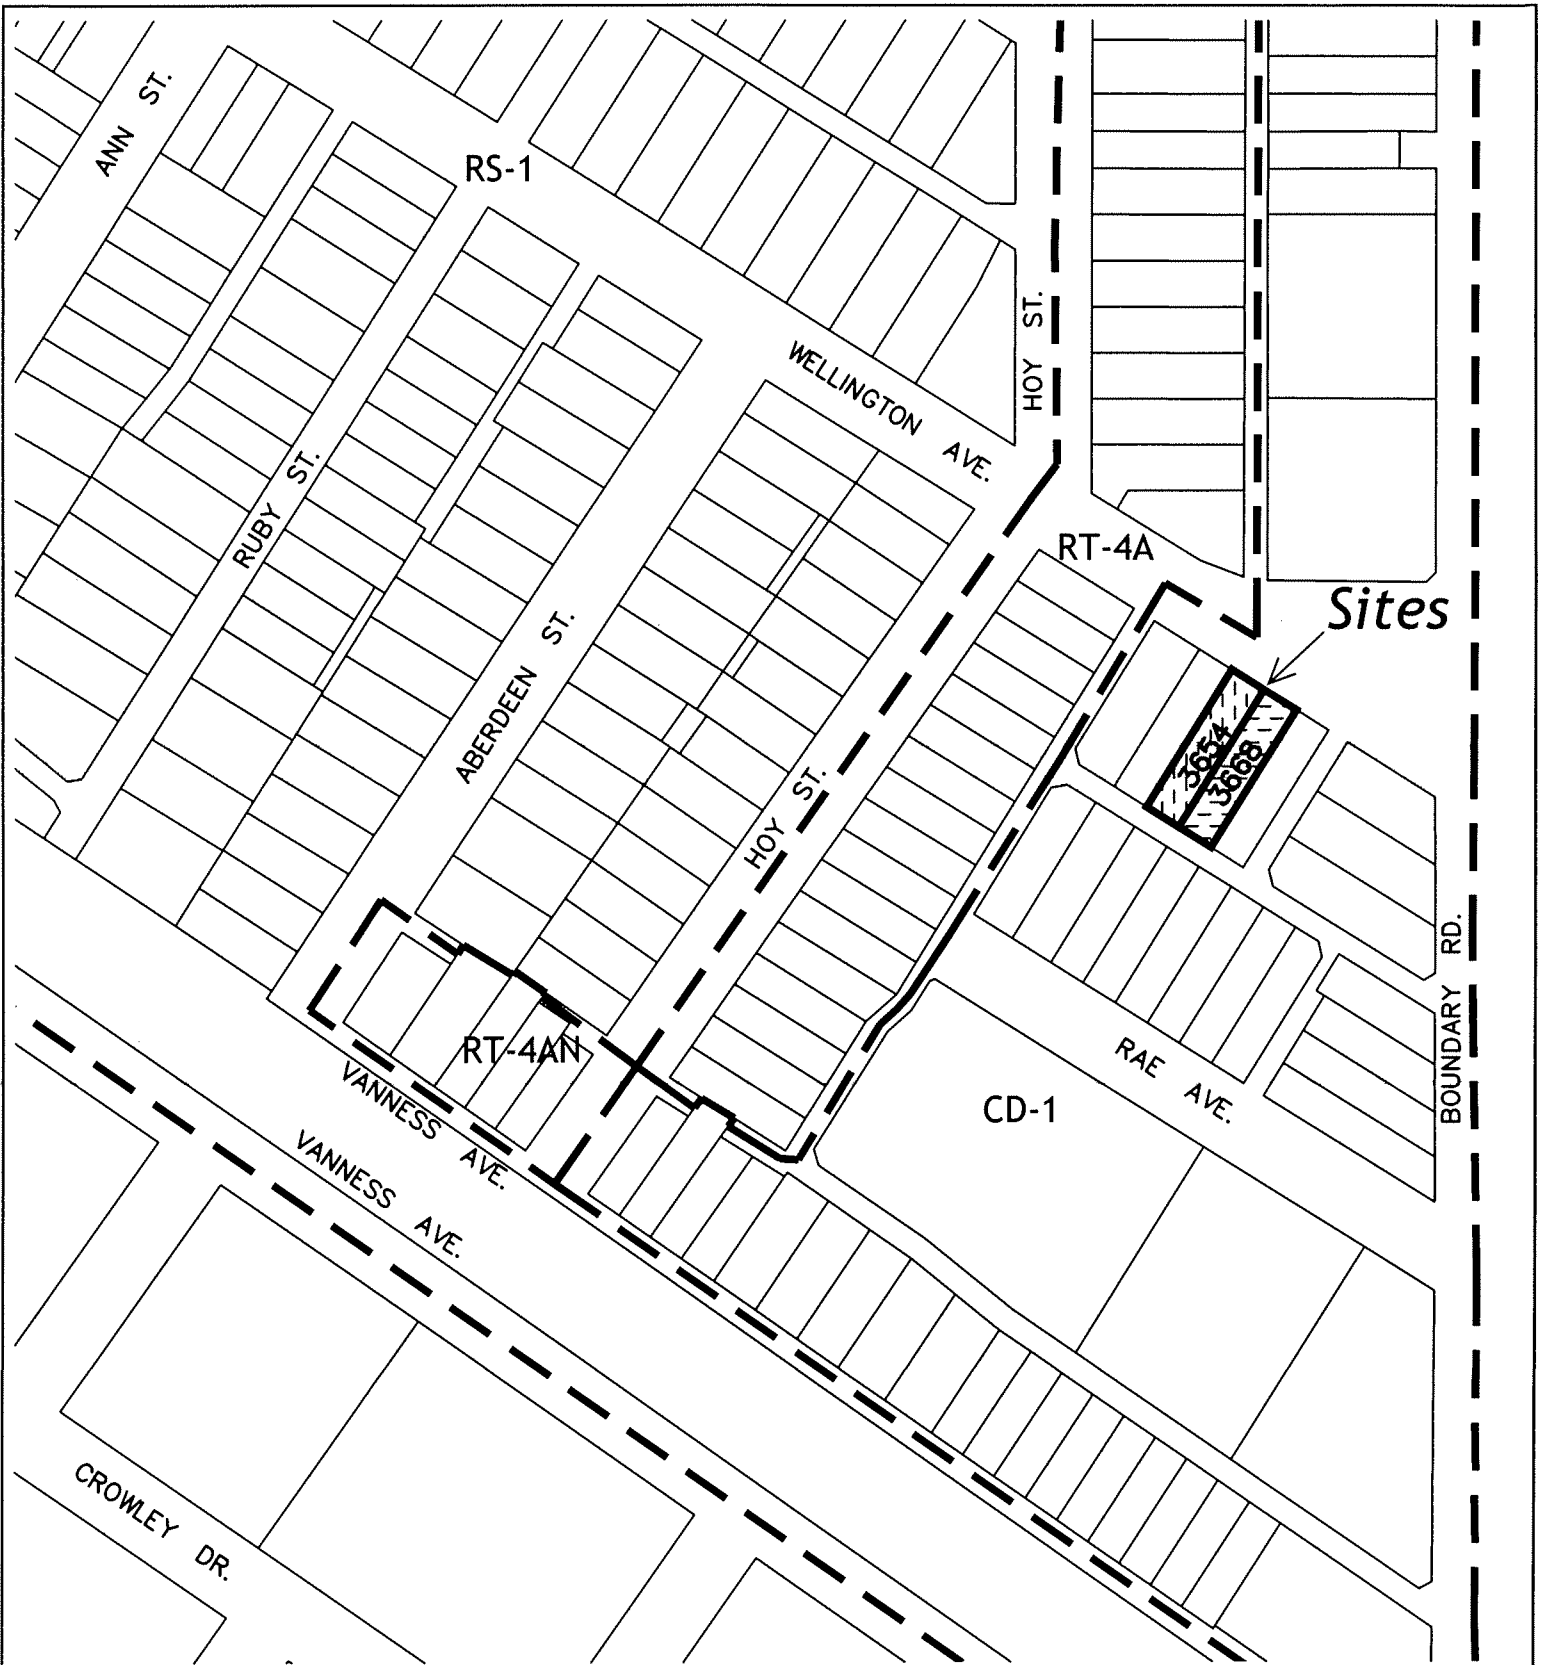 ANN ST.
RS-1
WELLINGTON AVE.
HOY ST.
RUBY ST.
RT-4A
Sites
ABERDEEN ST.
3654
3668
HOY ST.
BOUNDARY RD.
RT-4AN
RAE AVE.
VANNESS AVE.
CD-1
VANNESS AVE.
CROWLEY DR.